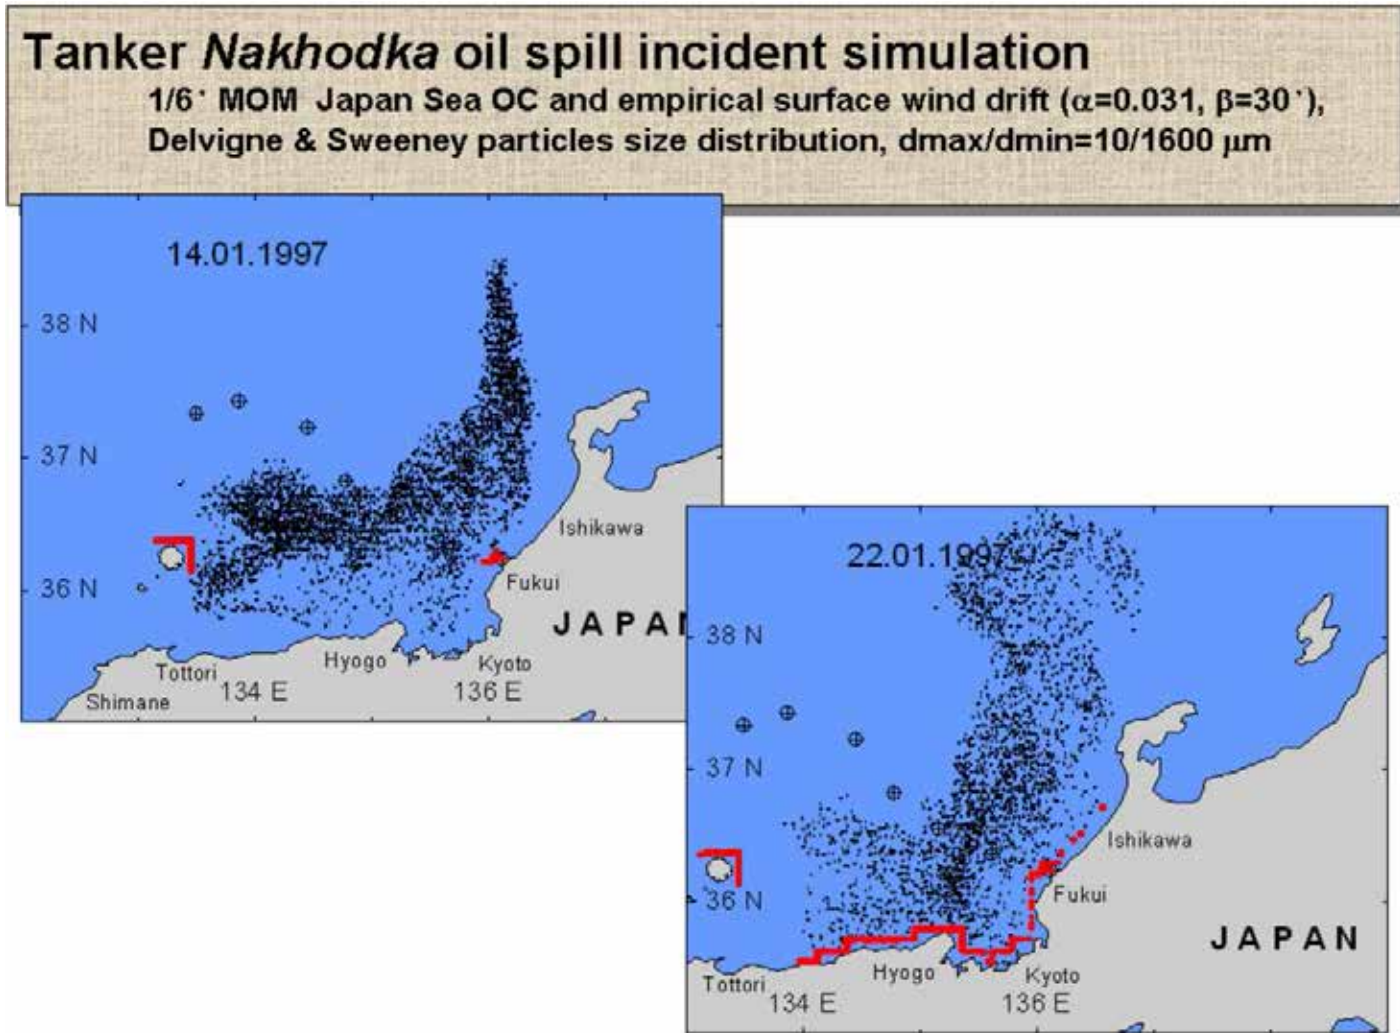 Tanker Nakhodka oil spill incident simulation
1/6˚ MOM Japan Sea OC and empirical surface wind drift (α=0.031, β=30˚),
Delvigne & Sweeney particles size distribution, dmax/dmin=10/1600 μm
14.01.1997
38 N
37 N
36 N
Ishikawa
Fukui
JAPAN
Hyogo
Kyoto
Tottori
134 E
136 E
Shimane
22.01.1997
38 N
37 N
36 N
Ishikawa
Fukui
JAPAN
Hyogo
Kyoto
Tottori
134 E
136 E